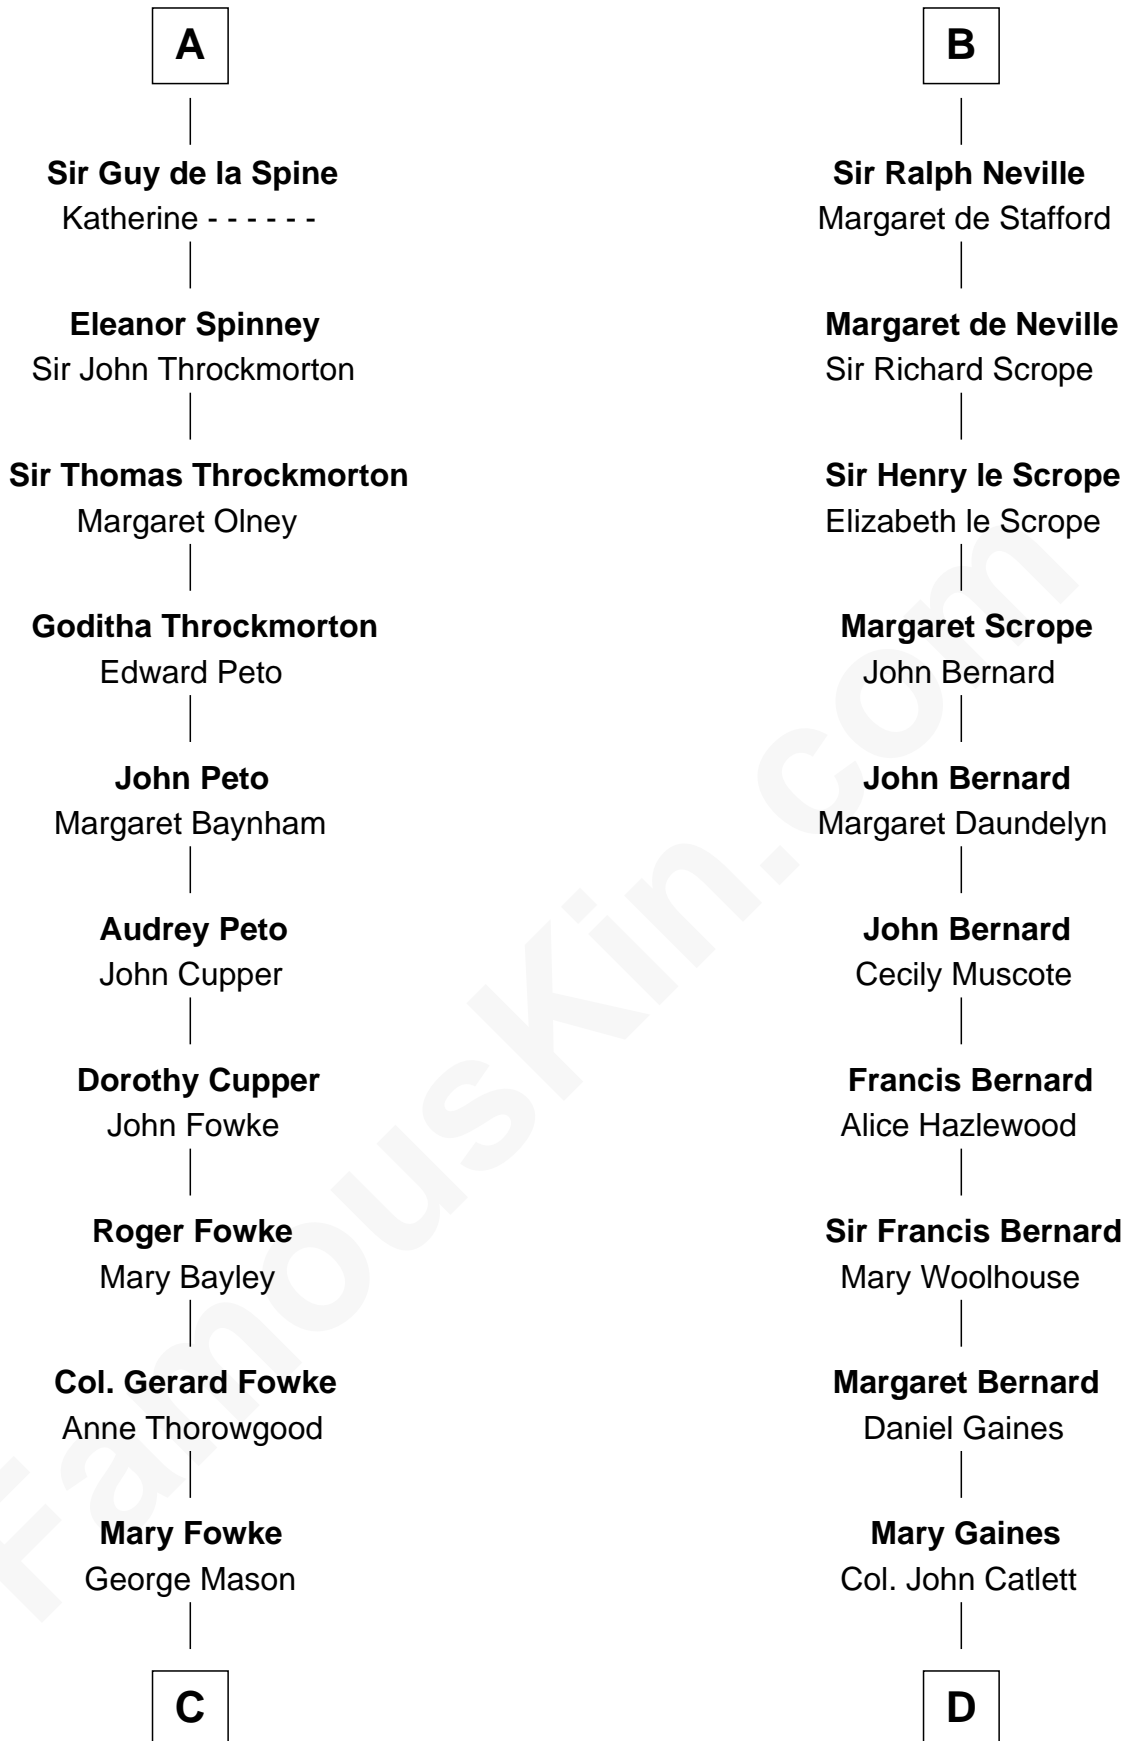 A
Sir Guy de la Spine
Katherine - - - - - -
Eleanor Spinney
Sir John Throckmorton
Sir Thomas Throckmorton
Margaret Olney
Goditha Throckmorton
Edward Peto
John Peto
Margaret Baynham
Audrey Peto
John Cupper
Dorothy Cupper
John Fowke
Roger Fowke
Mary Bayley
Col. Gerard Fowke
Anne Thorowgood
Mary Fowke
George Mason
C
B
Sir Ralph Neville
Margaret de Stafford
Margaret de Neville
Sir Richard Scrope
Sir Henry le Scrope
Elizabeth le Scrope
Margaret Scrope
John Bernard
John Bernard
Margaret Daundelyn
John Bernard
Cecily Muscote
Francis Bernard
Alice Hazlewood
Sir Francis Bernard
Mary Woolhouse
Margaret Bernard
Daniel Gaines
Mary Gaines
Col. John Catlett
D
FamousKin.com